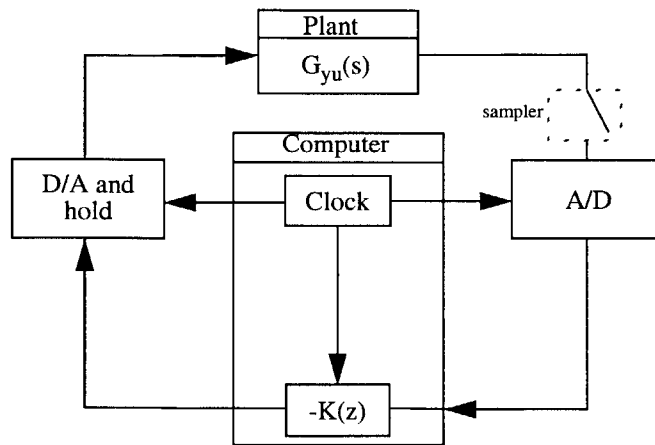 Plant
G_yu(s)
sampler
Computer
D/A and
hold
Clock
A/D
-K(z)